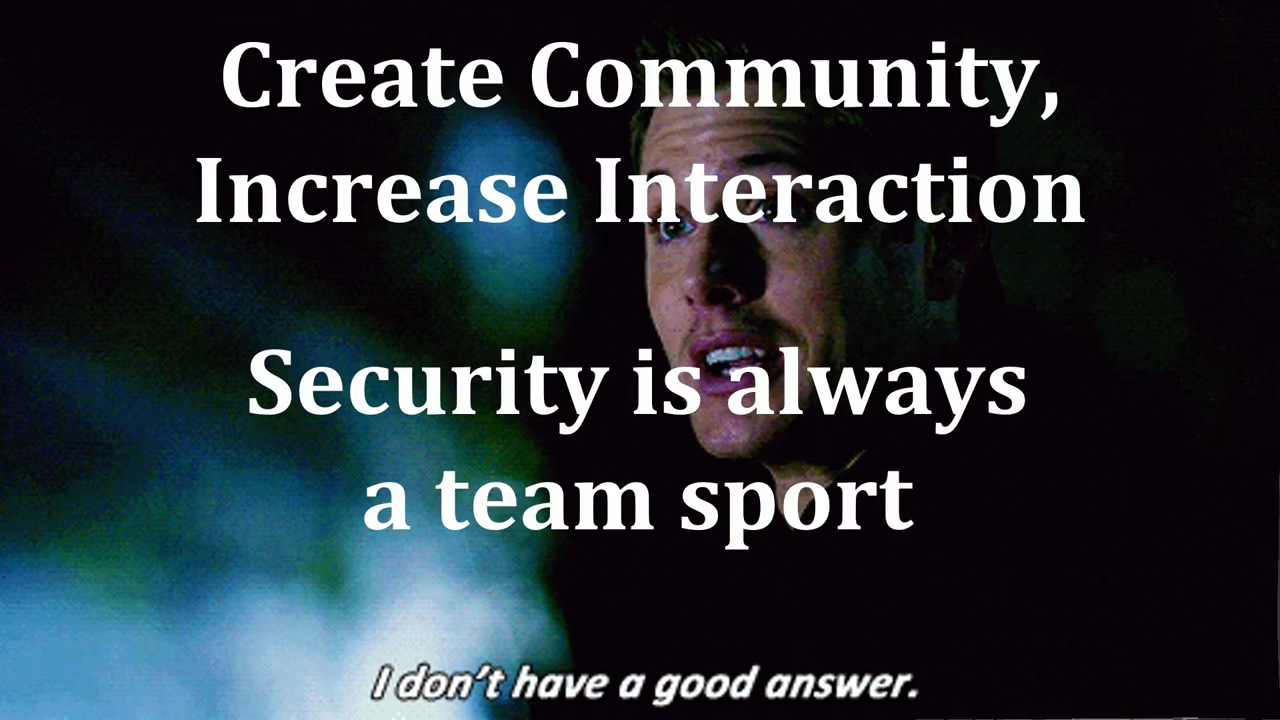 Create Community,
Increase Interaction
Security is always
a team sport
I don't have a good answer.